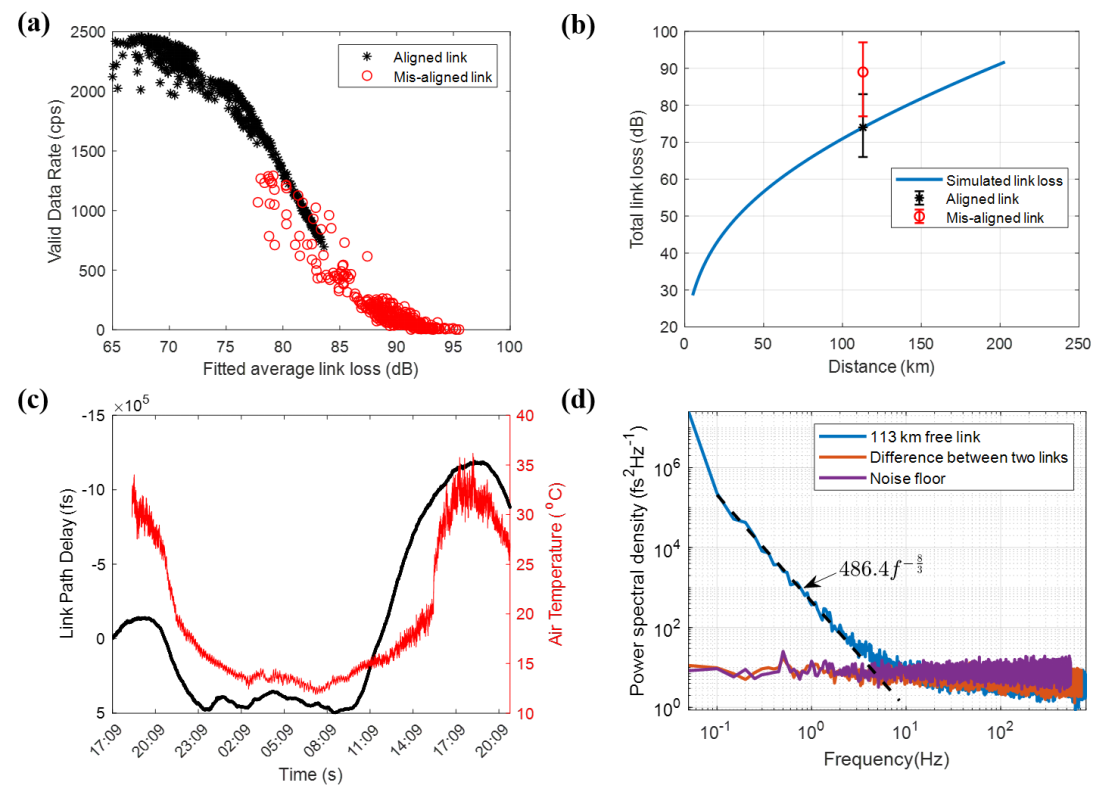 (a)
2500
2000
1500
1000
500
0
Valid Data Rate (cps)
65 70 75 80 85 90 95 100
Fitted average link loss (dB)
Aligned link
Mis-aligned link
(b)
100
90
80
70
60
50
40
30
20
Total link loss (dB)
0 50 100 150 200 250
Distance (km)
Simulated link loss
Aligned link
Mis-aligned link
(c)
×10⁵
-15
-10
-5
0
5
Link Path Delay (fs)
40
35
30
25
20
15
10
Air Temperature (°C)
17:09 20:09 23:09 02:09 05:09 08:09 11:09 14:09 17:09 20:09
Time (s)
(d)
10⁶
10⁴
10²
10⁰
Power spectral density (fs²Hz⁻¹)
10⁻¹ 10⁰ 10¹ 10²
Frequency(Hz)
113 km free link
Difference between two links
Noise floor
486.4f^{-8/3}